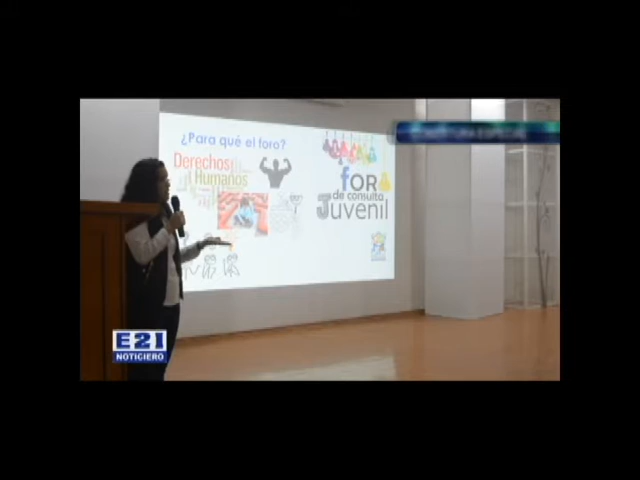 ¿Para qué el foro?
Derechos
Humanos
forO
de consulta
Juvenil
E21
NOTICIERO